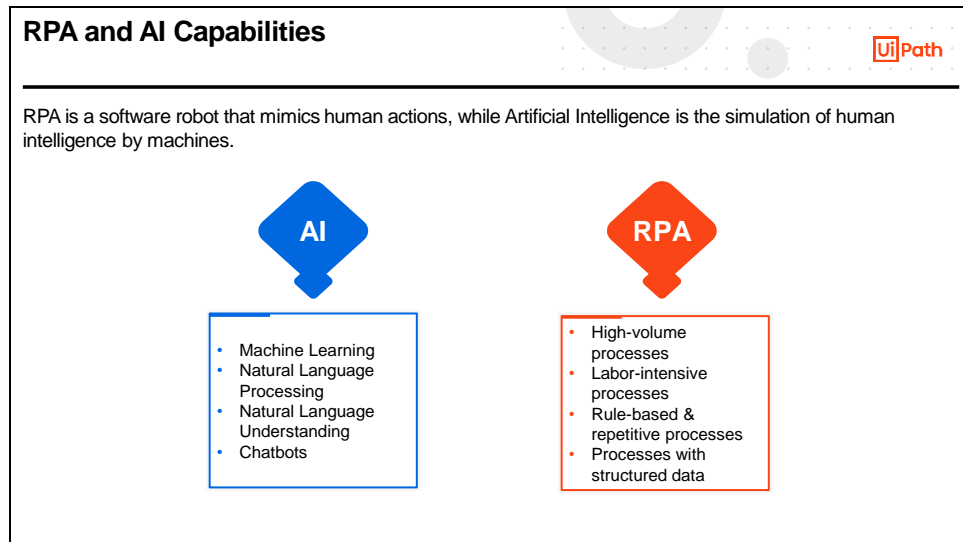 RPA and AI Capabilities
UiPath
RPA is a software robot that mimics human actions, while Artificial Intelligence is the simulation of human
intelligence by machines.
AI
• Machine Learning
• Natural Language
Processing
• Natural Language
Understanding
• Chatbots
RPA
• High-volume
processes
• Labor-intensive
processes
• Rule-based &
repetitive processes
• Processes with
structured data